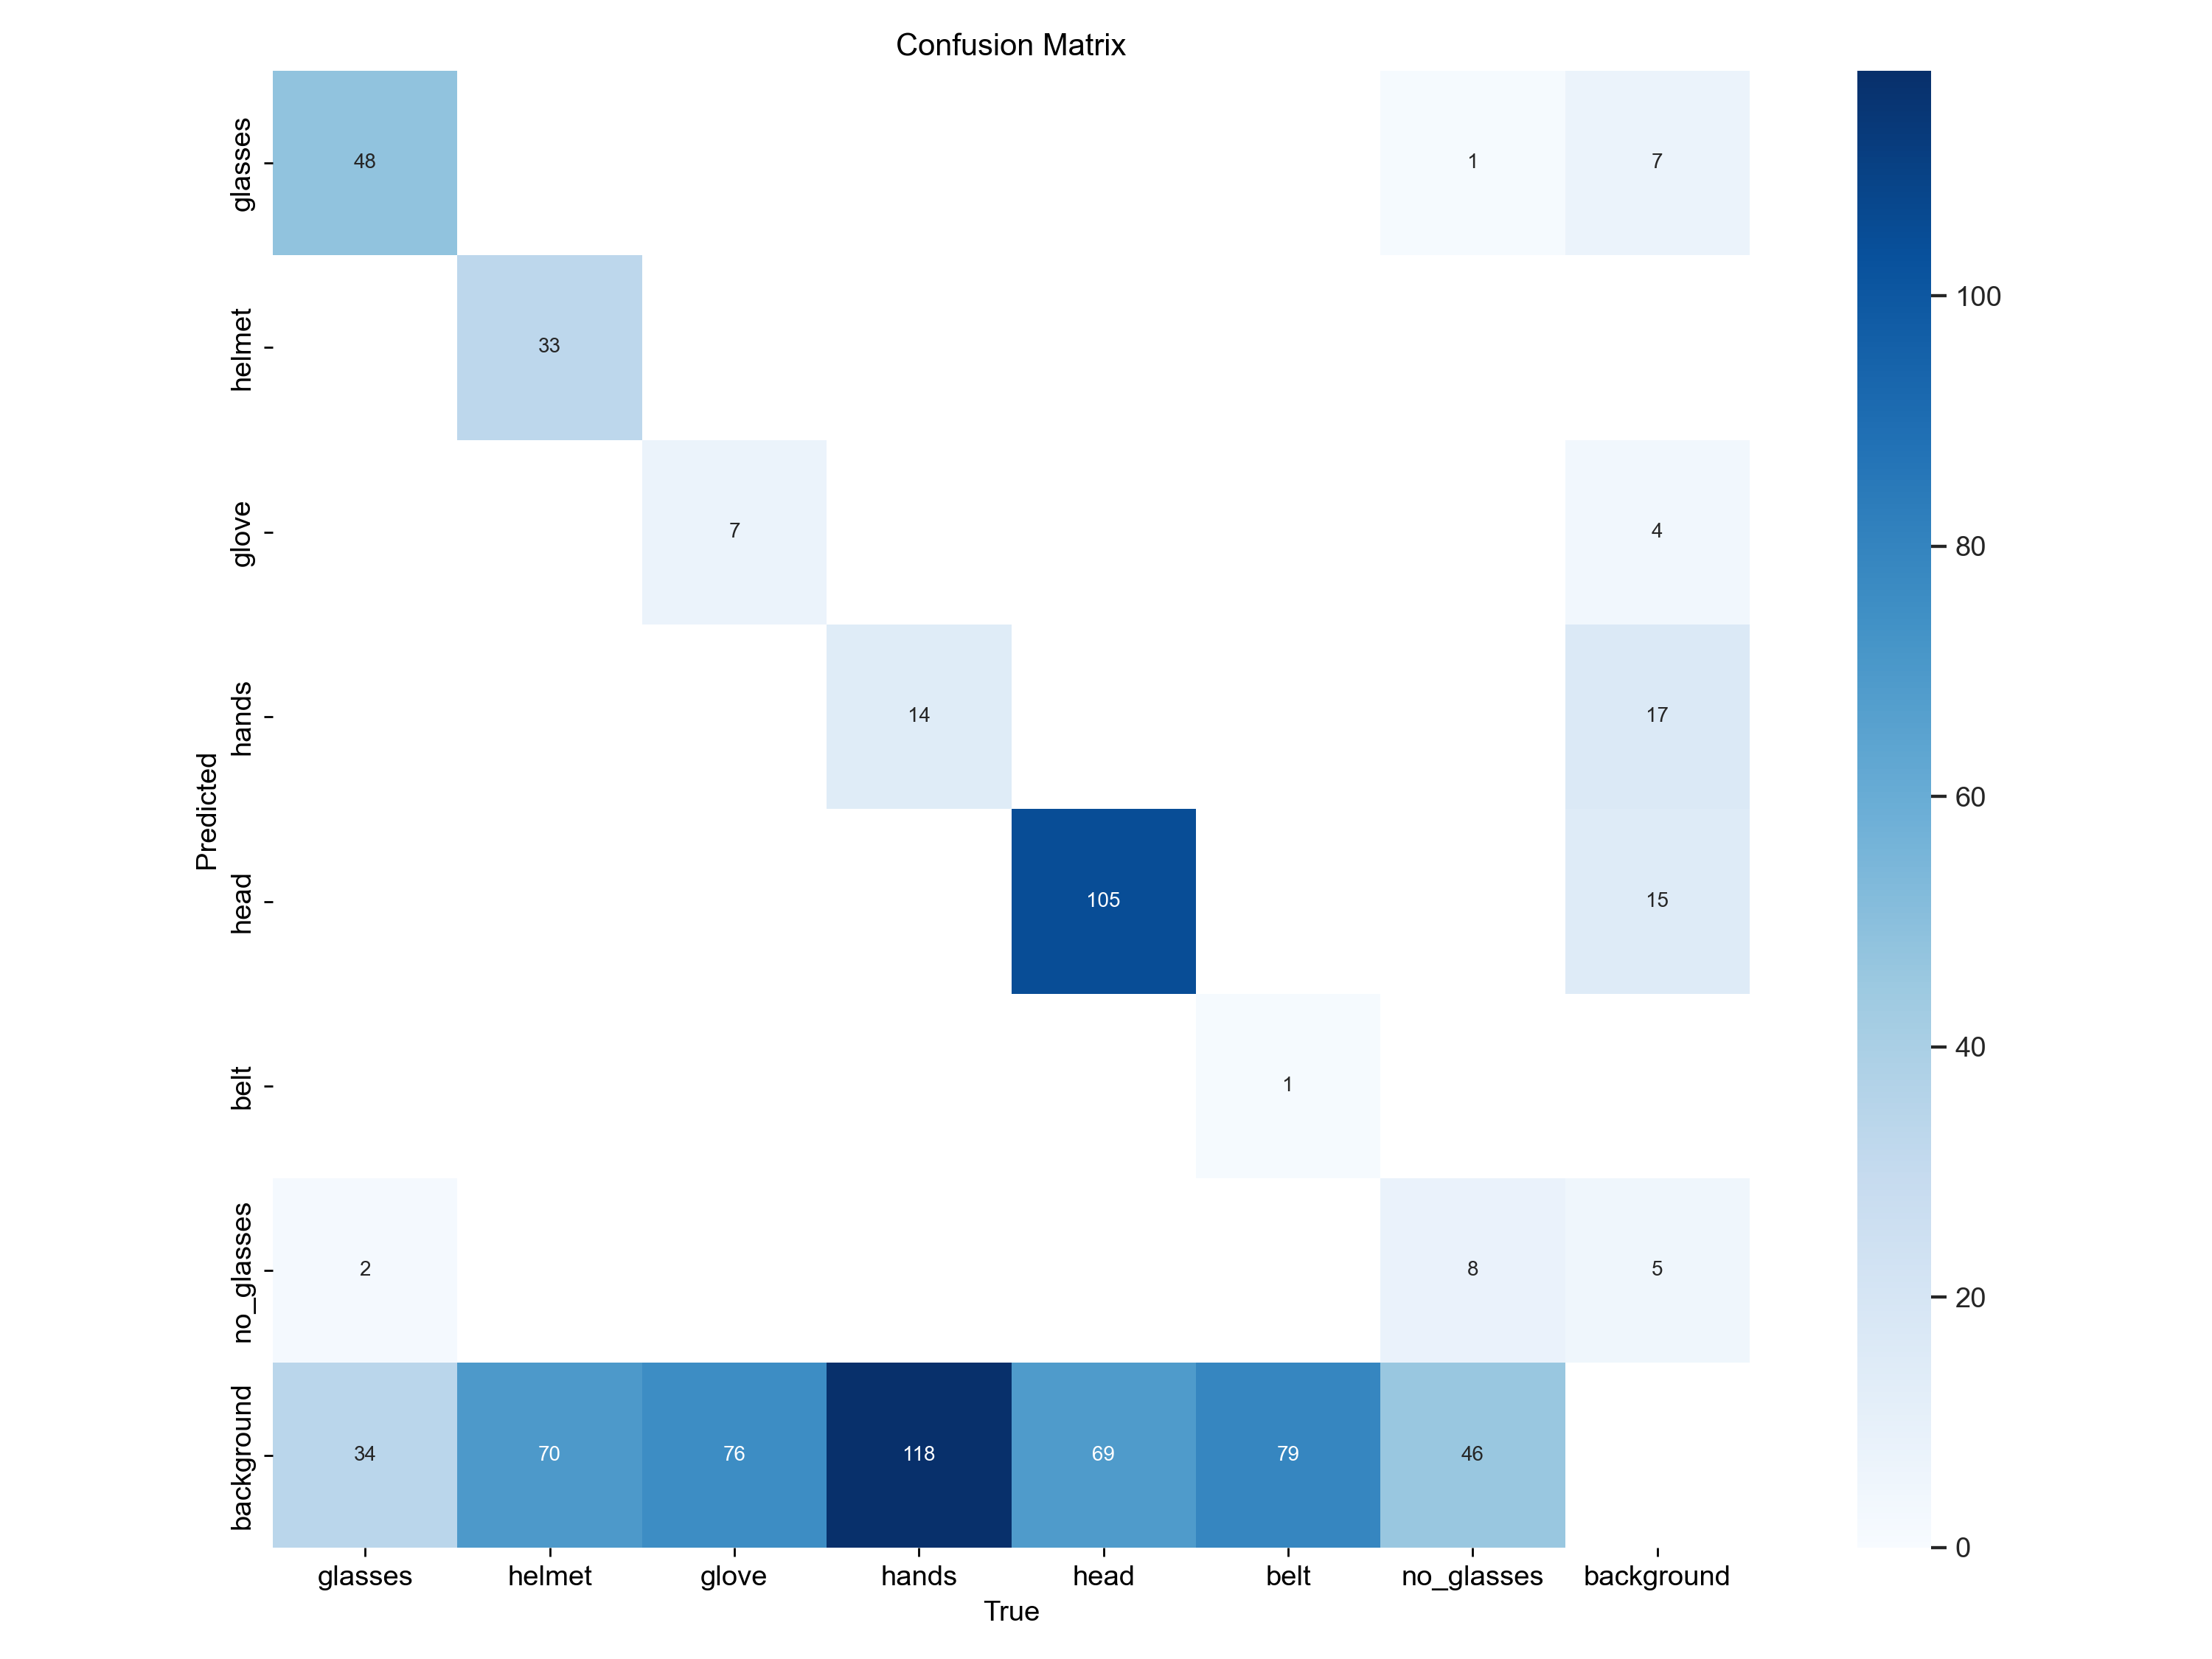 Confusion Matrix
glasses
48
1
7
helmet
33
100
glove
7
4
80
hands
14
17
Predicted
60
head
105
15
belt
1
40
no_glasses
2
8
5
20
background
34
70
76
118
69
79
46
0
glasses
helmet
glove
hands
head
belt
no_glasses
background
True